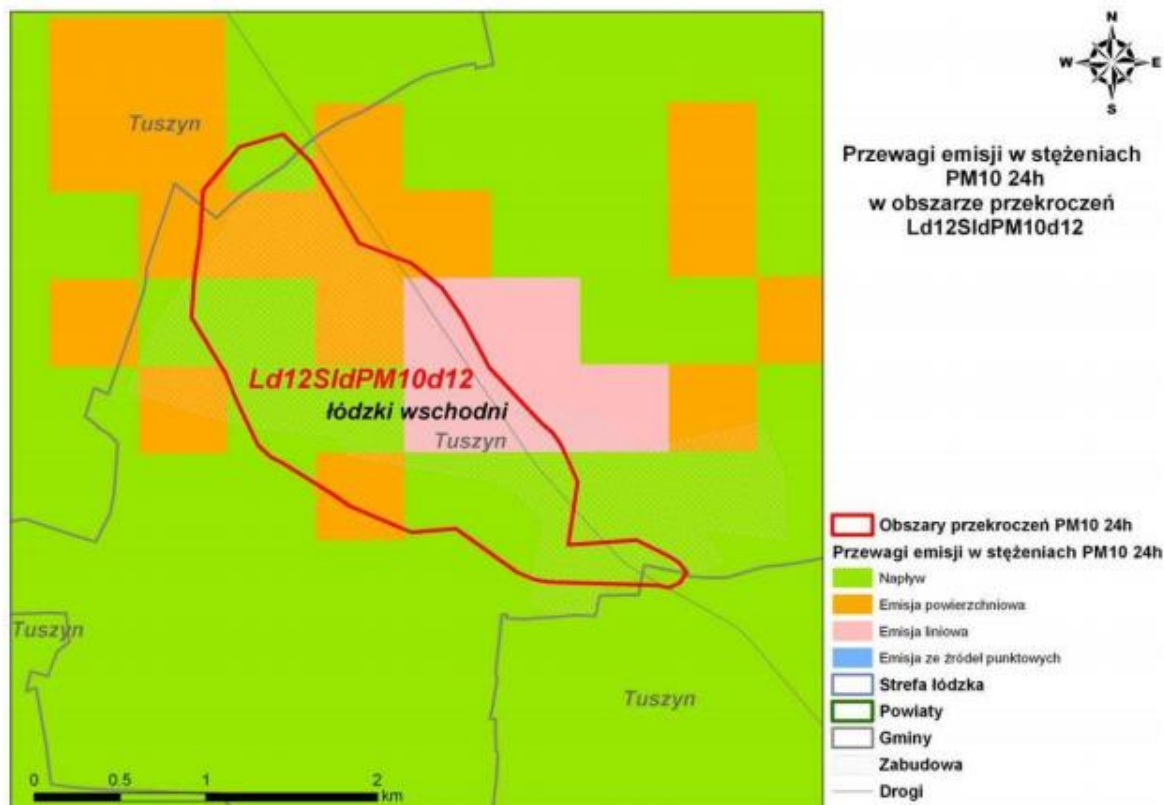 N
W E
S
Przewagi emisji w stężeniach
PM10 24h
w obszarze przekroczeń
Ld12SldPM10d12
Tuszyn
Ld12SldPM10d12
łódzki wschodni
Tuszyn
Tuszyn
Tuszyn
0 0.5 1 2
km
Obszary przekroczeń PM10 24h
Przewagi emisji w stężeniach PM10 24h
Napływ
Emisja powierzchniowa
Emisja liniowa
Emisja ze źródeł punktowych
Strefa łódzka
Powiaty
Gminy
Zabudowa
Drogi